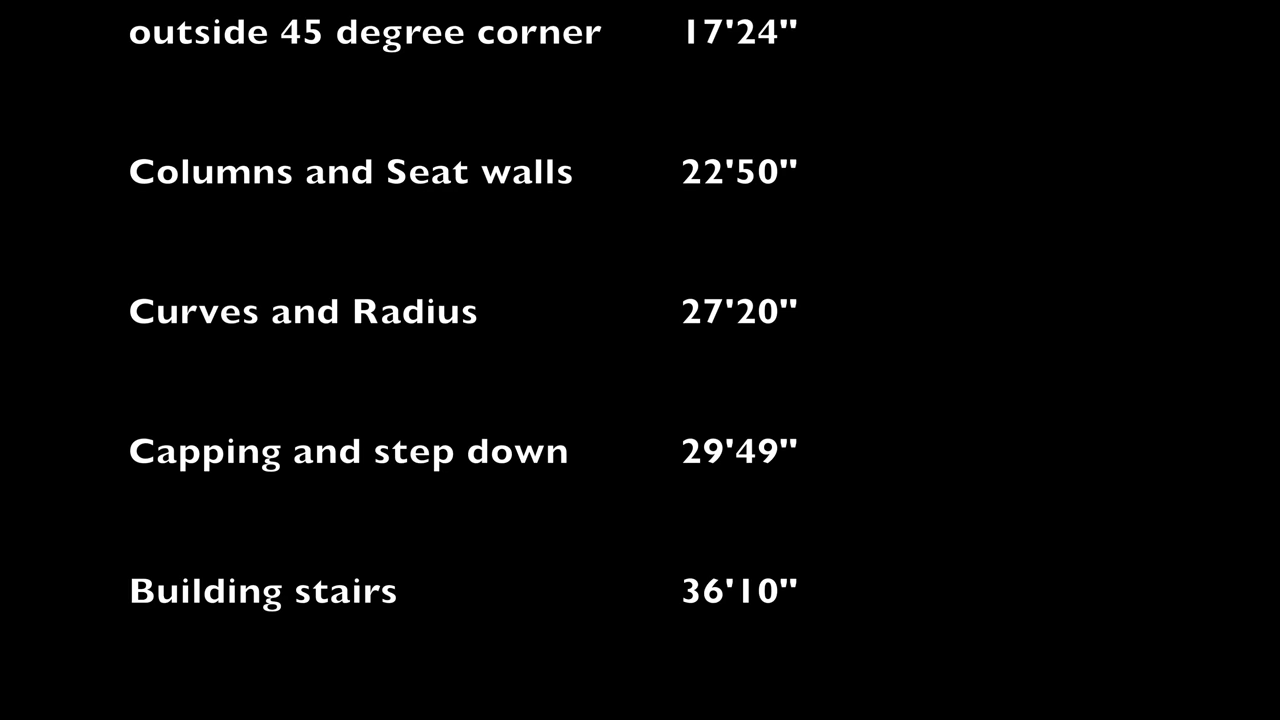 outside 45 degree corner 17'24"
Columns and Seat walls 22'50"
Curves and Radius 27'20"
Capping and step down 29'49"
Building stairs 36'10"